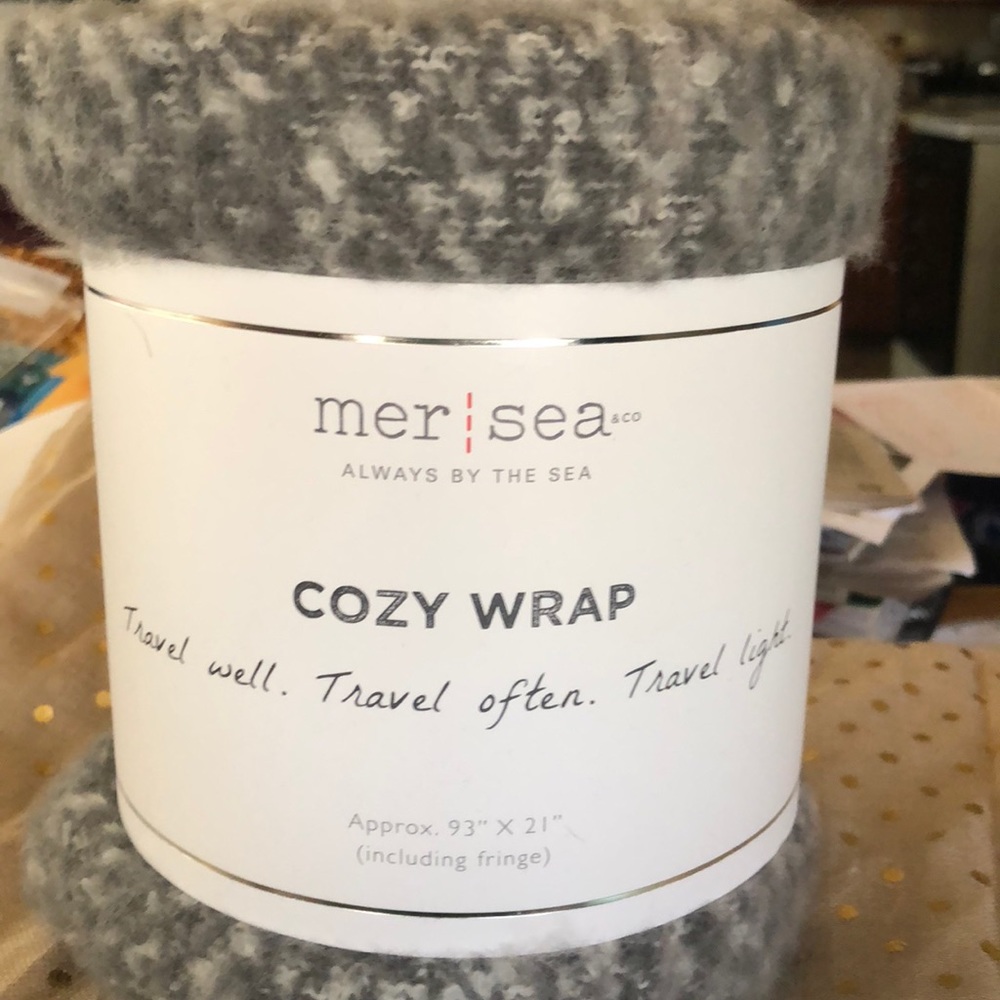 mer¦sea &CO
ALWAYS BY THE SEA
COZY WRAP
Travel well. Travel often. Travel light.
Approx. 93" X 21"
(including fringe)